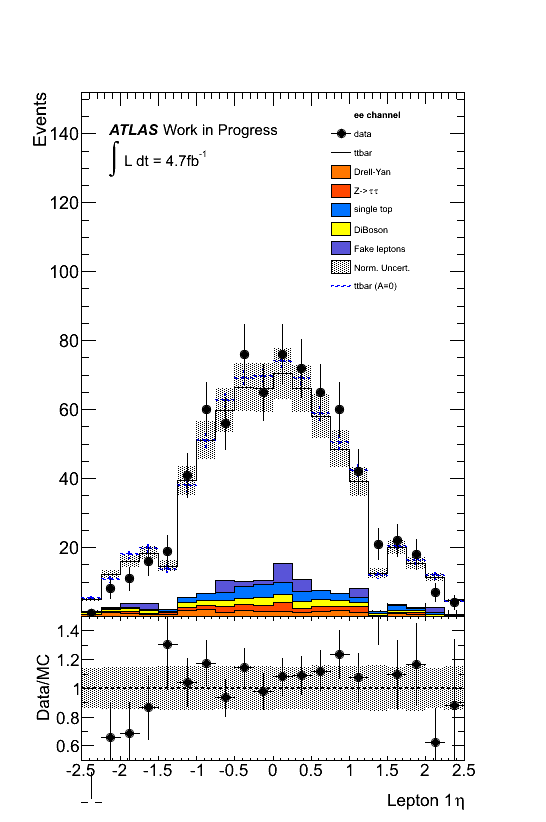 Events
140
120
100
80
60
40
20
ATLAS Work in Progress
∫ L dt = 4.7fb⁻¹
ee channel
data
ttbar
Drell-Yan
Z->ττ
single top
DiBoson
Fake leptons
Norm. Uncert.
ttbar (A=0)
Data/MC
1.4
1.2
1
0.8
0.6
-2.5 -2 -1.5 -1 -0.5 0 0.5 1 1.5 2 2.5
Lepton 1η